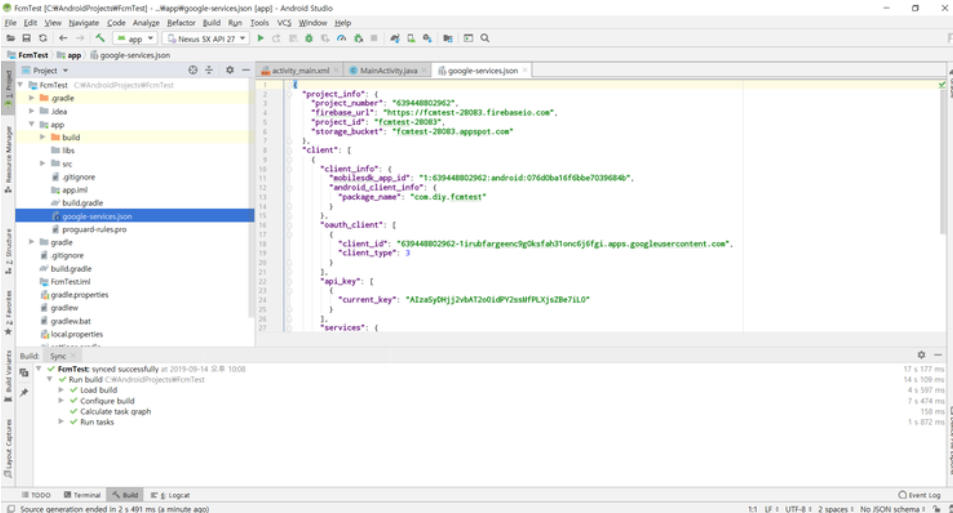 FcmTest [C:₩AndroidProjects₩FcmTest] - ...₩app₩google-services.json [app] - Android Studio
File Edit View Navigate Code Analyze Refactor Build Run Tools VCS Window Help
app Nexus 5X API 27
FcmTest app google-services.json
Project activity_main.xml MainActivity.java google-services.json
1: Project
Resource Manager
Z: Structure
2: Favorites
Build Variants
Layout Captures
FcmTest C:₩AndroidProjects₩FcmTest
.gradle
.idea
app
build
libs
src
.gitignore
app.iml
build.gradle
google-services.json
proguard-rules.pro
gradle
.gitignore
build.gradle
FcmTest.iml
gradle.properties
gradlew
gradlew.bat
local.properties
settings.gradle
1 {
2 "project_info": {
3 "project_number": "639448802962",
4 "firebase_url": "https://fcmtest-28083.firebaseio.com",
5 "project_id": "fcmtest-28083",
6 "storage_bucket": "fcmtest-28083.appspot.com"
7 },
8 "client": [
9 {
10 "client_info": {
11 "mobilesdk_app_id": "1:639448802962:android:076d0ba16f6bbe7039684b",
12 "android_client_info": {
13 "package_name": "com.diy.fcmtest"
14 }
15 },
16 "oauth_client": [
17 {
18 "client_id": "639448802962-1irubfargeenc9g0ksfah31onc6j6fgi.apps.googleusercontent.com",
19 "client_type": 3
20 }
21 ],
22 "api_key": [
23 {
24 "current_key": "AIzaSyDHjj2vbAT2o0idPY2ssMfPLXjsZBe7iL0"
25 }
26 ],
27 "services": {
Build: Sync
FcmTest: synced successfully at 2019-09-14 오후 10:08 17 s 177 ms
Run build C:₩AndroidProjects₩FcmTest 14 s 109 ms
Load build 4 s 597 ms
Configure build 7 s 474 ms
Calculate task graph 158 ms
Run tasks 1 s 872 ms
TODO Terminal Build 6: Logcat Event Log
Source generation ended in 2 s 491 ms (a minute ago) 1:1 LF UTF-8 2 spaces No JSON schema